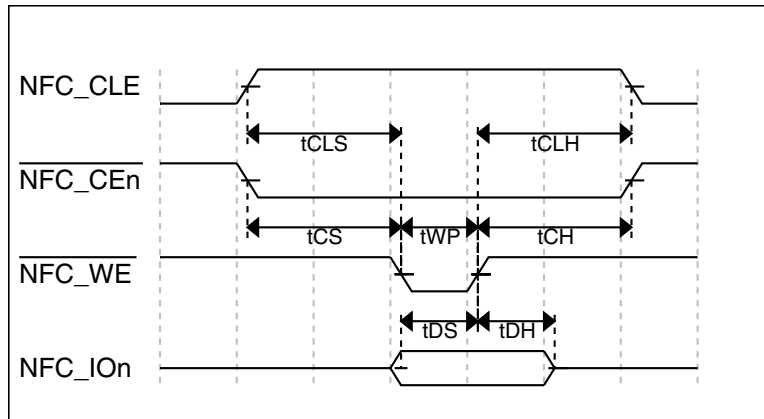 NFC_CLE
tCLS tCLH
NFC_CEn
tCS tWP tCH
NFC_WE
tDS tDH
NFC_IOn